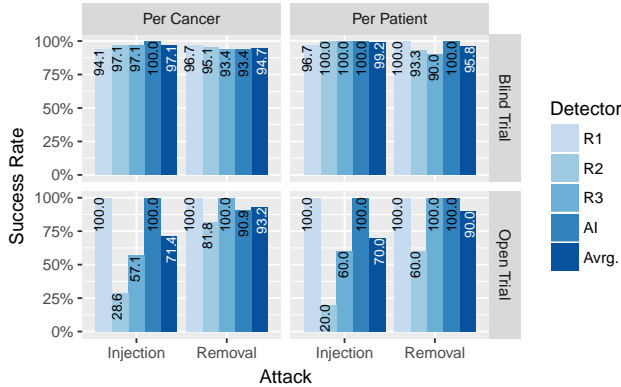 Per Cancer Per Patient
100%
75%
50%
25%
0%
94.1 97.1 97.1 100.0 97.1 96.7 95.1 93.4 93.4 94.7
96.7 100.0 100.0 100.0 99.2 100.0 93.3 90.0 100.0 95.8
Blind Trial
100%
75%
50%
25%
0%
100.0 28.6 57.1 100.0 71.4 100.0 81.8 100.0 90.9 93.2
100.0 20.0 60.0 100.0 70.0 100.0 60.0 100.0 100.0 90.0
Open Trial
Injection Removal Injection Removal
Attack
Success Rate
Detector
R1
R2
R3
AI
Avrg.